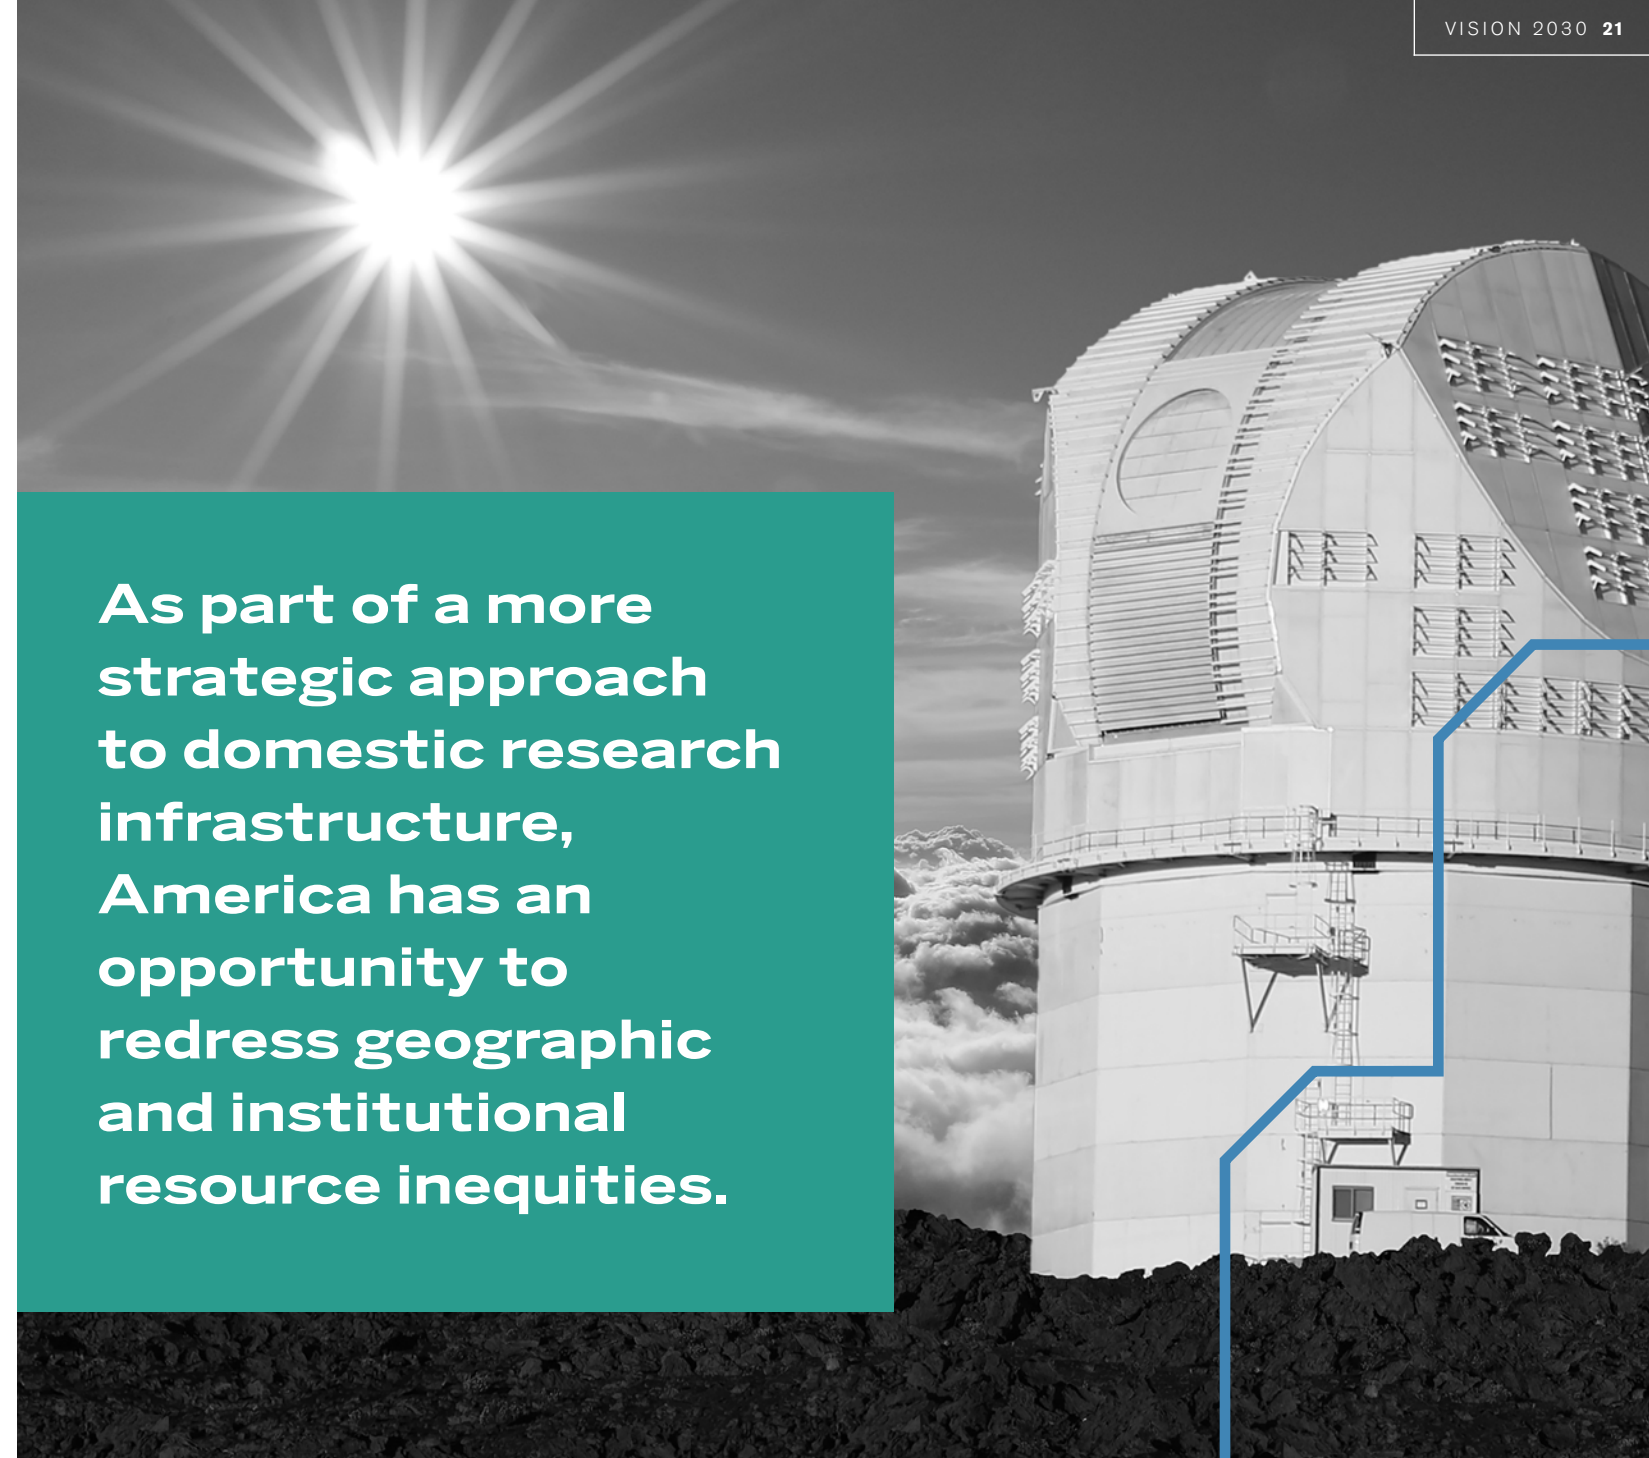 VISION 2030 21
As part of a more
strategic approach
to domestic research
infrastructure,
America has an
opportunity to
redress geographic
and institutional
resource inequities.